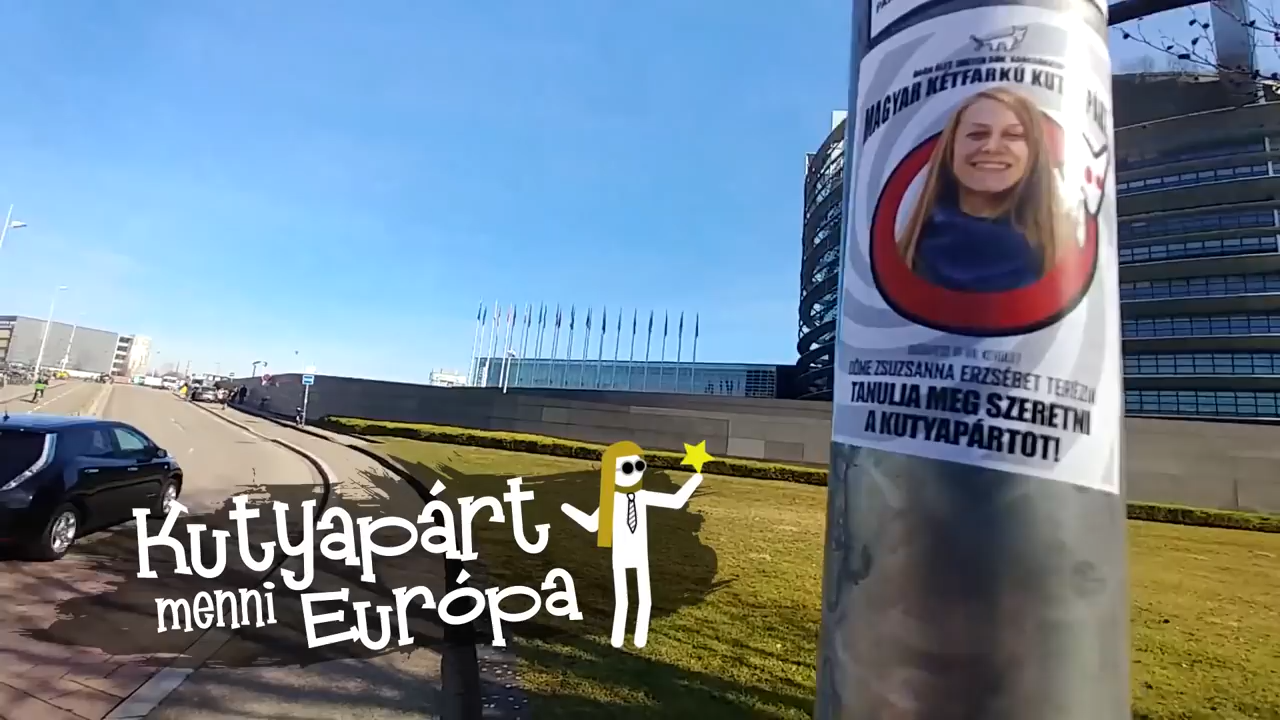 MAGYAR KÉTFARKÚ KUT
DÖME ZSUZSANNA ERZSÉBET TERÉZIA
TANULJA MEG SZERETNI
A KUTYAPÁRTOT!
Kutyapárt
menni Európa